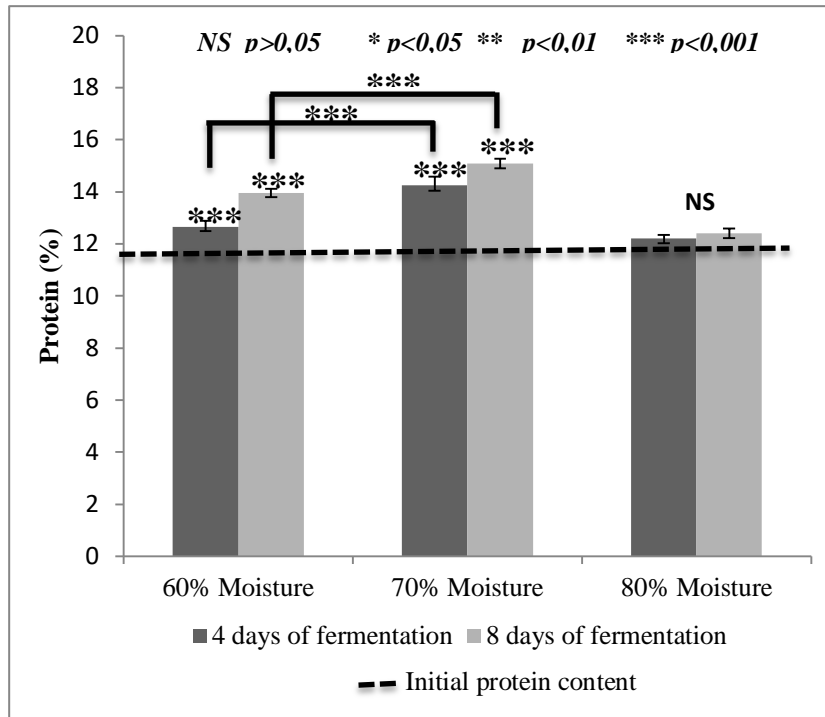 20
NS p>0,05 * p<0,05 ** p<0,01 *** p<0,001
18
***
***
16
***
***
14
***
***
NS
12
10
8
6
4
2
0
Protein (%)
60% Moisture 70% Moisture 80% Moisture
4 days of fermentation 8 days of fermentation
Initial protein content